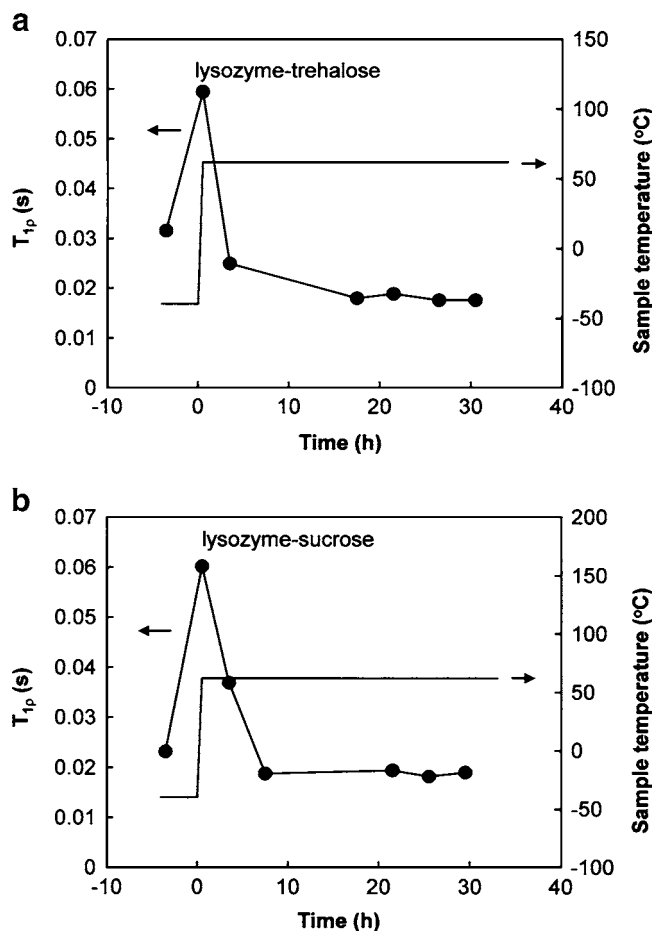 a
lysozyme-trehalose
T1ρ (s)
0.07
0.06
0.05
0.04
0.03
0.02
0.01
0
150
100
50
0
-50
-100
Sample temperature (oC)
-10 0 10 20 30 40
Time (h)
b
lysozyme-sucrose
T1ρ (s)
0.07
0.06
0.05
0.04
0.03
0.02
0.01
0
200
150
100
50
0
-50
-100
Sample temperature (oC)
-10 0 10 20 30 40
Time (h)